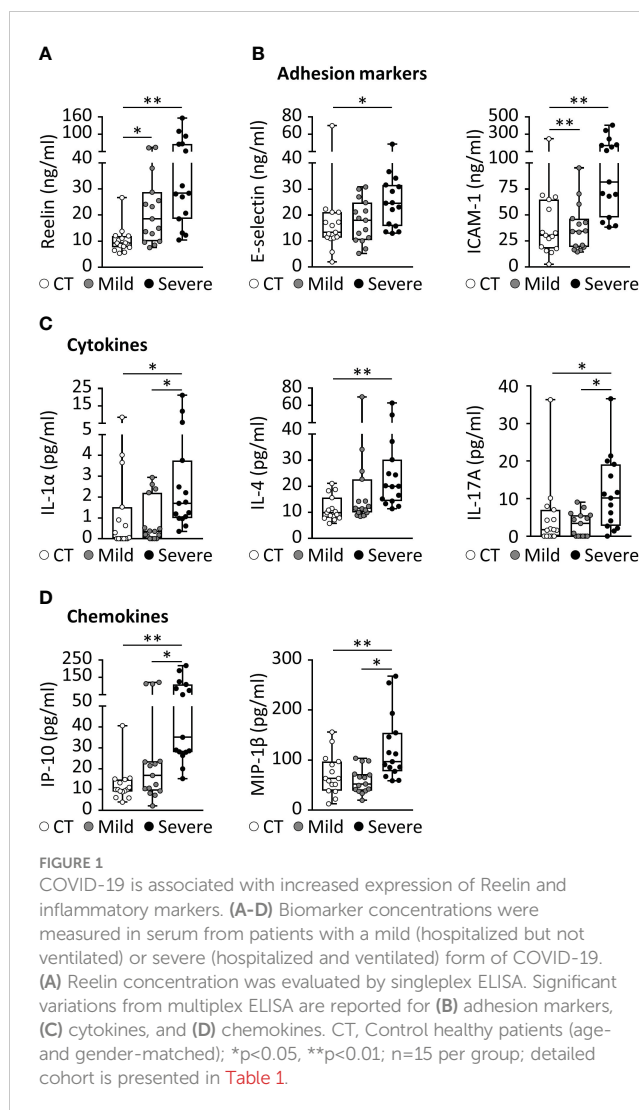 A
B
Adhesion markers
**
*
160
100
40
30
20
10
0
Reelin (ng/ml)
○ CT ● Mild ● Severe
*
80
60
40
30
20
10
0
E-selectin (ng/ml)
○ CT ● Mild ● Severe
**
**
500
300
100
75
50
25
0
ICAM-1 (ng/ml)
○ CT ● Mild ● Severe
C
Cytokines
*
*
25
15
5
4
3
2
1
0
IL-1α (pg/ml)
○ CT ● Mild ● Severe
**
80
60
40
30
20
10
0
IL-4 (pg/ml)
○ CT ● Mild ● Severe
*
*
40
30
20
10
0
IL-17A (pg/ml)
○ CT ● Mild ● Severe
D
Chemokines
**
*
250
150
50
40
30
20
10
0
IP-10 (pg/ml)
○ CT ● Mild ● Severe
**
*
300
200
100
0
MIP-1β (pg/ml)
○ CT ● Mild ● Severe
FIGURE 1
COVID-19 is associated with increased expression of Reelin and
inflammatory markers. (A-D) Biomarker concentrations were
measured in serum from patients with a mild (hospitalized but not
ventilated) or severe (hospitalized and ventilated) form of COVID-19.
(A) Reelin concentration was evaluated by singleplex ELISA. Significant
variations from multiplex ELISA are reported for (B) adhesion markers,
(C) cytokines, and (D) chemokines. CT, Control healthy patients (age-
and gender-matched); *p<0.05, **p<0.01; n=15 per group; detailed
cohort is presented in Table 1.